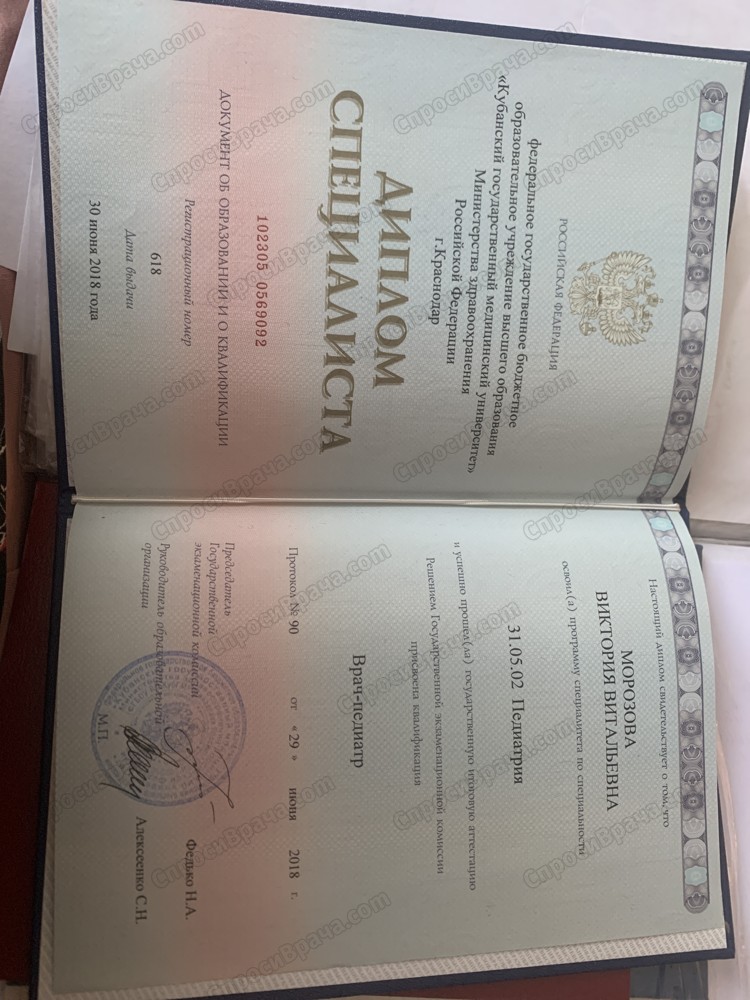 РОССИЙСКАЯ ФЕДЕРАЦИЯ
федеральное государственное бюджетное
образовательное учреждение высшего образования
«Кубанский государственный медицинский университет»
Министерства здравоохранения
Российской Федерации
г.Краснодар
ДИПЛОМ
СПЕЦИАЛИСТА
102305 0569092
ДОКУМЕНТ ОБ ОБРАЗОВАНИИ И О КВАЛИФИКАЦИИ
Регистрационный номер
618
Дата выдачи
30 июня 2018 года
Настоящий диплом свидетельствует о том, что
МОРОЗОВА
ВИКТОРИЯ ВИТАЛЬЕВНА
освоил(а) программу специалитета по специальности
31.05.02 Педиатрия
и успешно прошел(ла) государственную итоговую аттестацию
Решением Государственной экзаменационной комиссии
присвоена квалификация
Врач-педиатр
Протокол № 90 от « 29 » июня 2018 г.
Председатель
Государственной
экзаменационной комиссии
Федько Н.А.
Руководитель образовательной
организации
Алексеенко С.Н.
М.П.
СпросиВрача.com